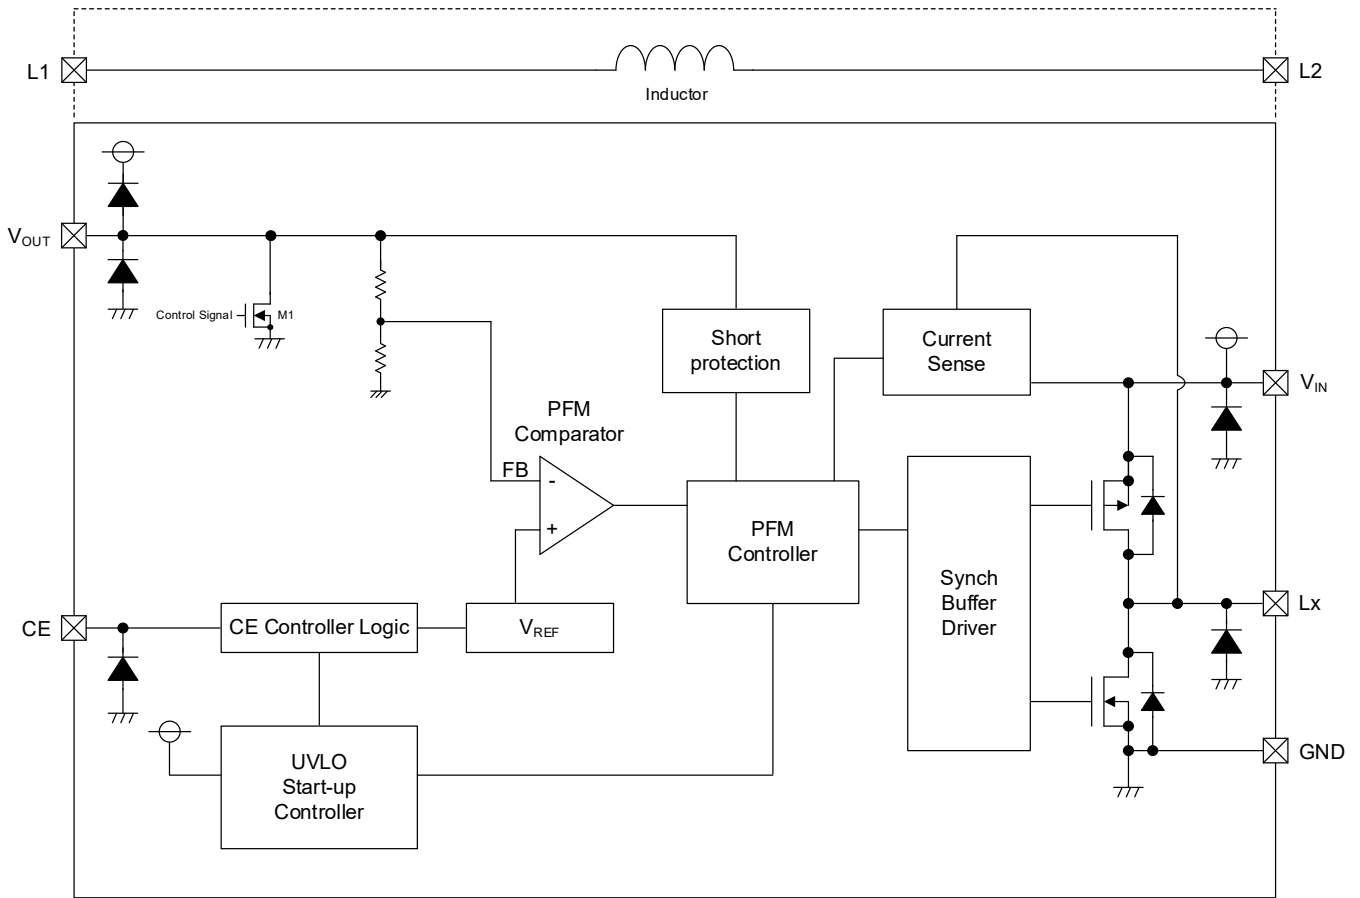 L1
L2
Inductor
VOUT
Control Signal
M1
Short
protection
Current
Sense
VIN
PFM
Comparator
FB
-
+
PFM
Controller
Synch
Buffer
Driver
Lx
CE
CE Controller Logic
VREF
UVLO
Start-up
Controller
GND